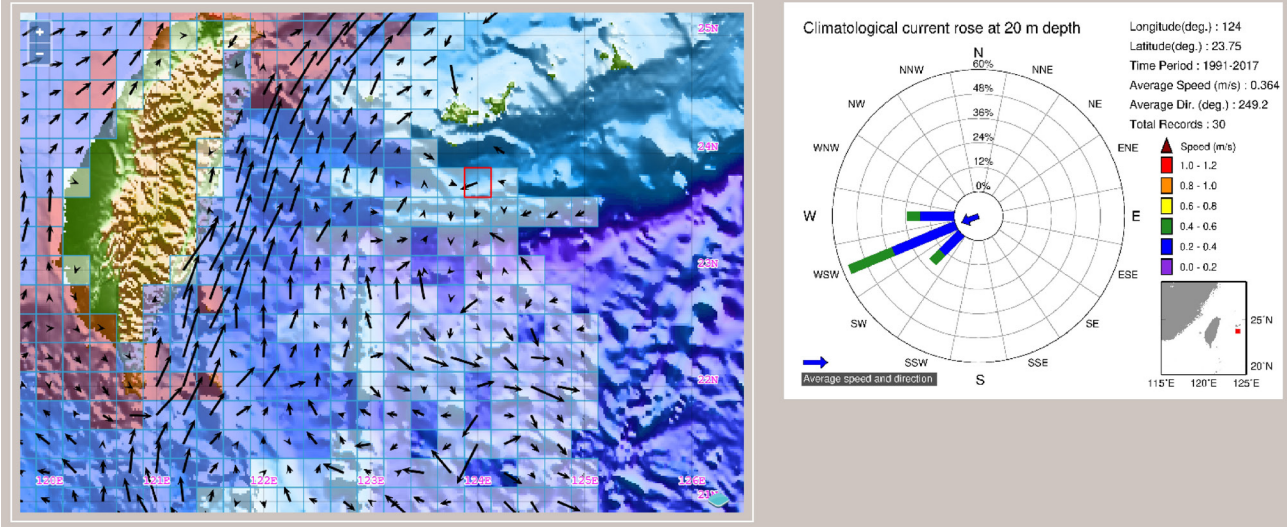 +
−
25N
24N
23N
22N
120E
121E
122E
123E
124E
125E
126E
21N
Climatological current rose at 20 m depth
Longitude(deg.) : 124
Latitude(deg.) : 23.75
Time Period : 1991-2017
Average Speed (m/s) : 0.364
Average Dir. (deg.) : 249.2
Total Records : 30
N
60%
48%
36%
24%
12%
0%
NNW
NNE
NW
NE
WNW
ENE
W
E
WSW
ESE
SW
SE
SSW
SSE
S
Speed (m/s)
1.0 - 1.2
0.8 - 1.0
0.6 - 0.8
0.4 - 0.6
0.2 - 0.4
0.0 - 0.2
Average speed and direction
25°N
20°N
115°E
120°E
125°E